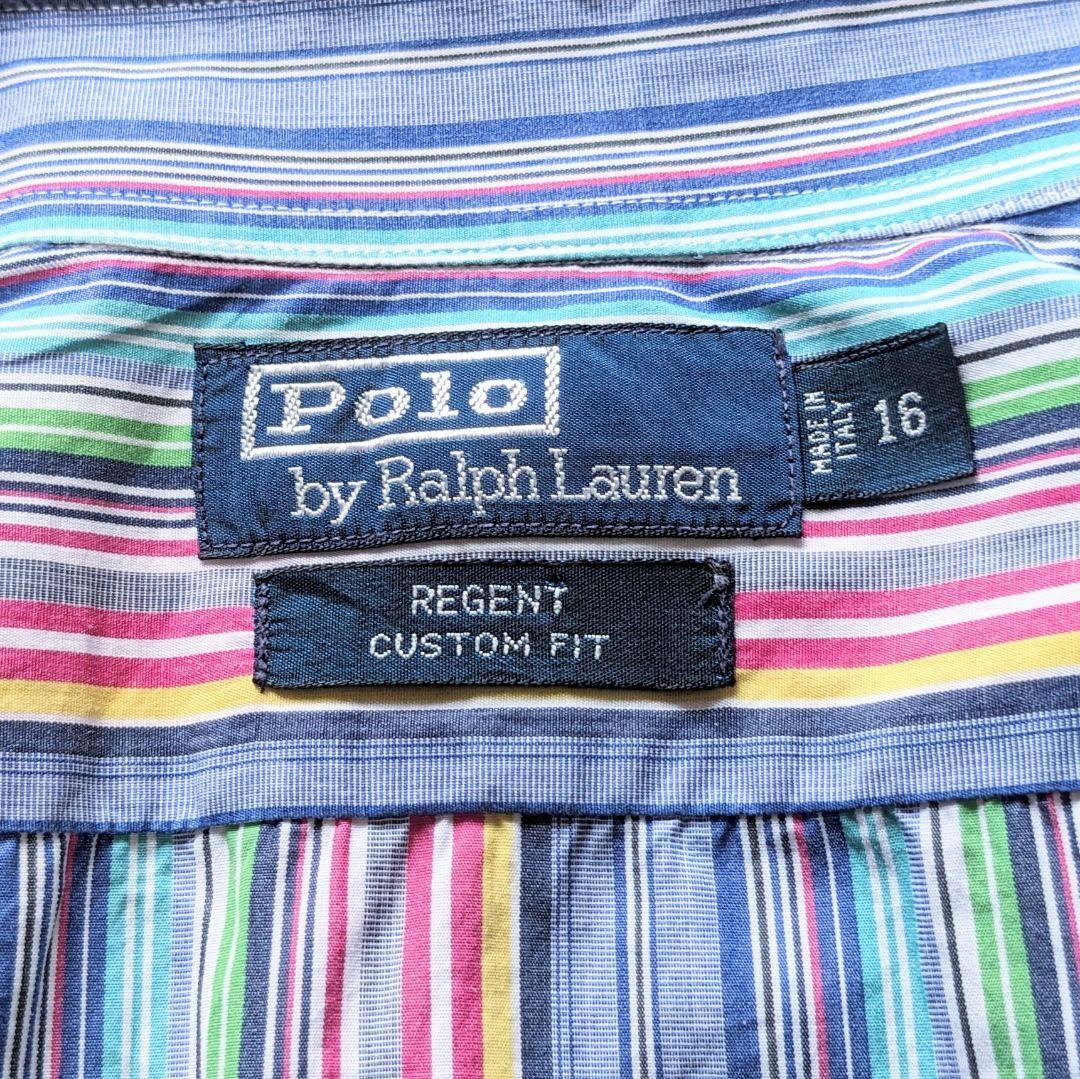 Polo
by Ralph Lauren
MADE IN
ITALY
16
REGENT
CUSTOM FIT